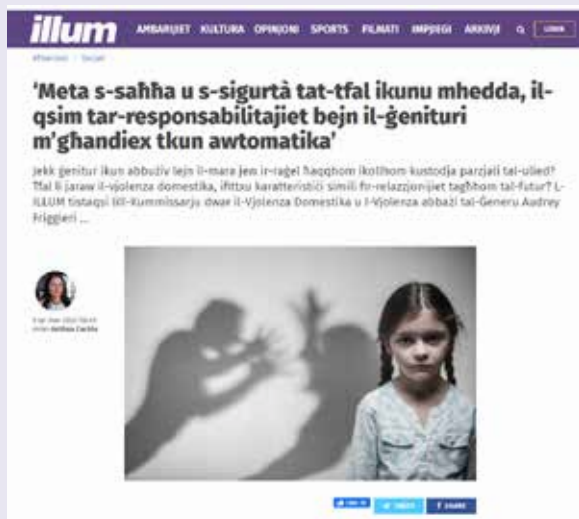 illum
AMBARIJIET KULTURA OPINJONI SPORTS FILMATI IMPJIEGI ARKIVJI LOGIN
'Meta s-saħħa u s-sigurtà tat-tfal ikunu mhedda, il-
qsim tar-responsabilitajiet bejn il-ġenituri
m'għandiex tkun awtomatika'
Jekk ġenitur ikun abbużiv lejn il-mara jew ir-raġel ħaqqhom ikollhom kustodja parzjali tal-ulied?
Tfal li jaraw il-vjolenza domestika, ifittxu karatteristiċi simili fir-relazzjonijiet tagħhom tal-futur? L-
ILLUM tistaqsi lill-Kummissarju dwar il-Vjolenza Domestika u l-Vjolenza abbażi tal-Ġeneru Audrey
Friggieri ...